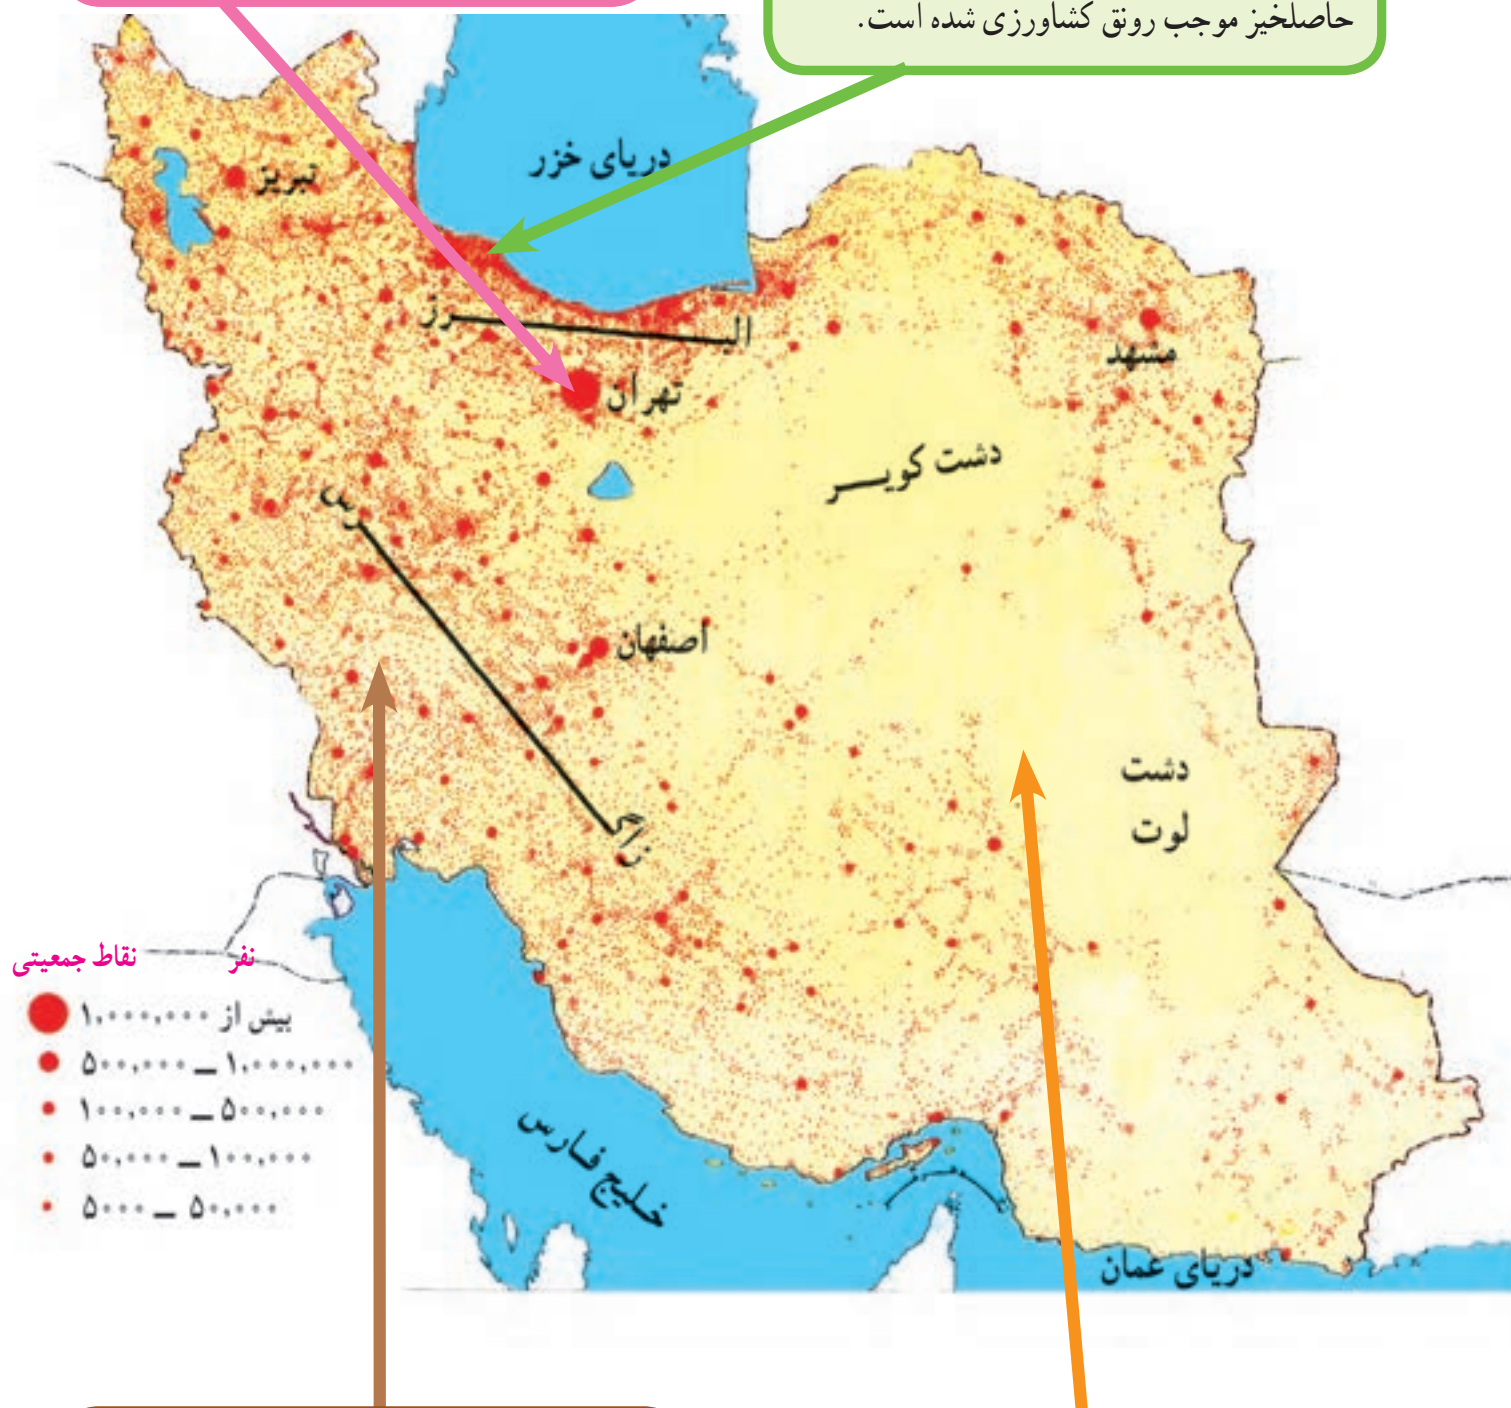 حاصلخیز موجب رونق کشاورزی شده است.
دریای خزر
تبریز
البرز
مشهد
تهران
دشت کویر
زاگرس
اصفهان
دشت
لوت
نقاط جمعیتی نفر
بیش از ۱,۰۰۰,۰۰۰
۵۰۰,۰۰۰ – ۱,۰۰۰,۰۰۰
۱۰۰,۰۰۰ – ۵۰۰,۰۰۰
۵۰,۰۰۰ – ۱۰۰,۰۰۰
۵۰۰۰ – ۵۰,۰۰۰
خلیج فارس
دریای عمان